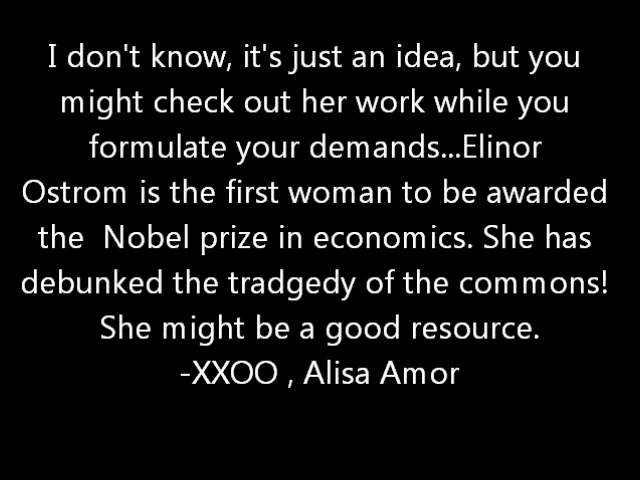 I don't know, it's just an idea, but you
might check out her work while you
formulate your demands...Elinor
Ostrom is the first woman to be awarded
the  Nobel prize in economics. She has
debunked the tradgedy of the commons!
She might be a good resource.
-XXOO , Alisa Amor